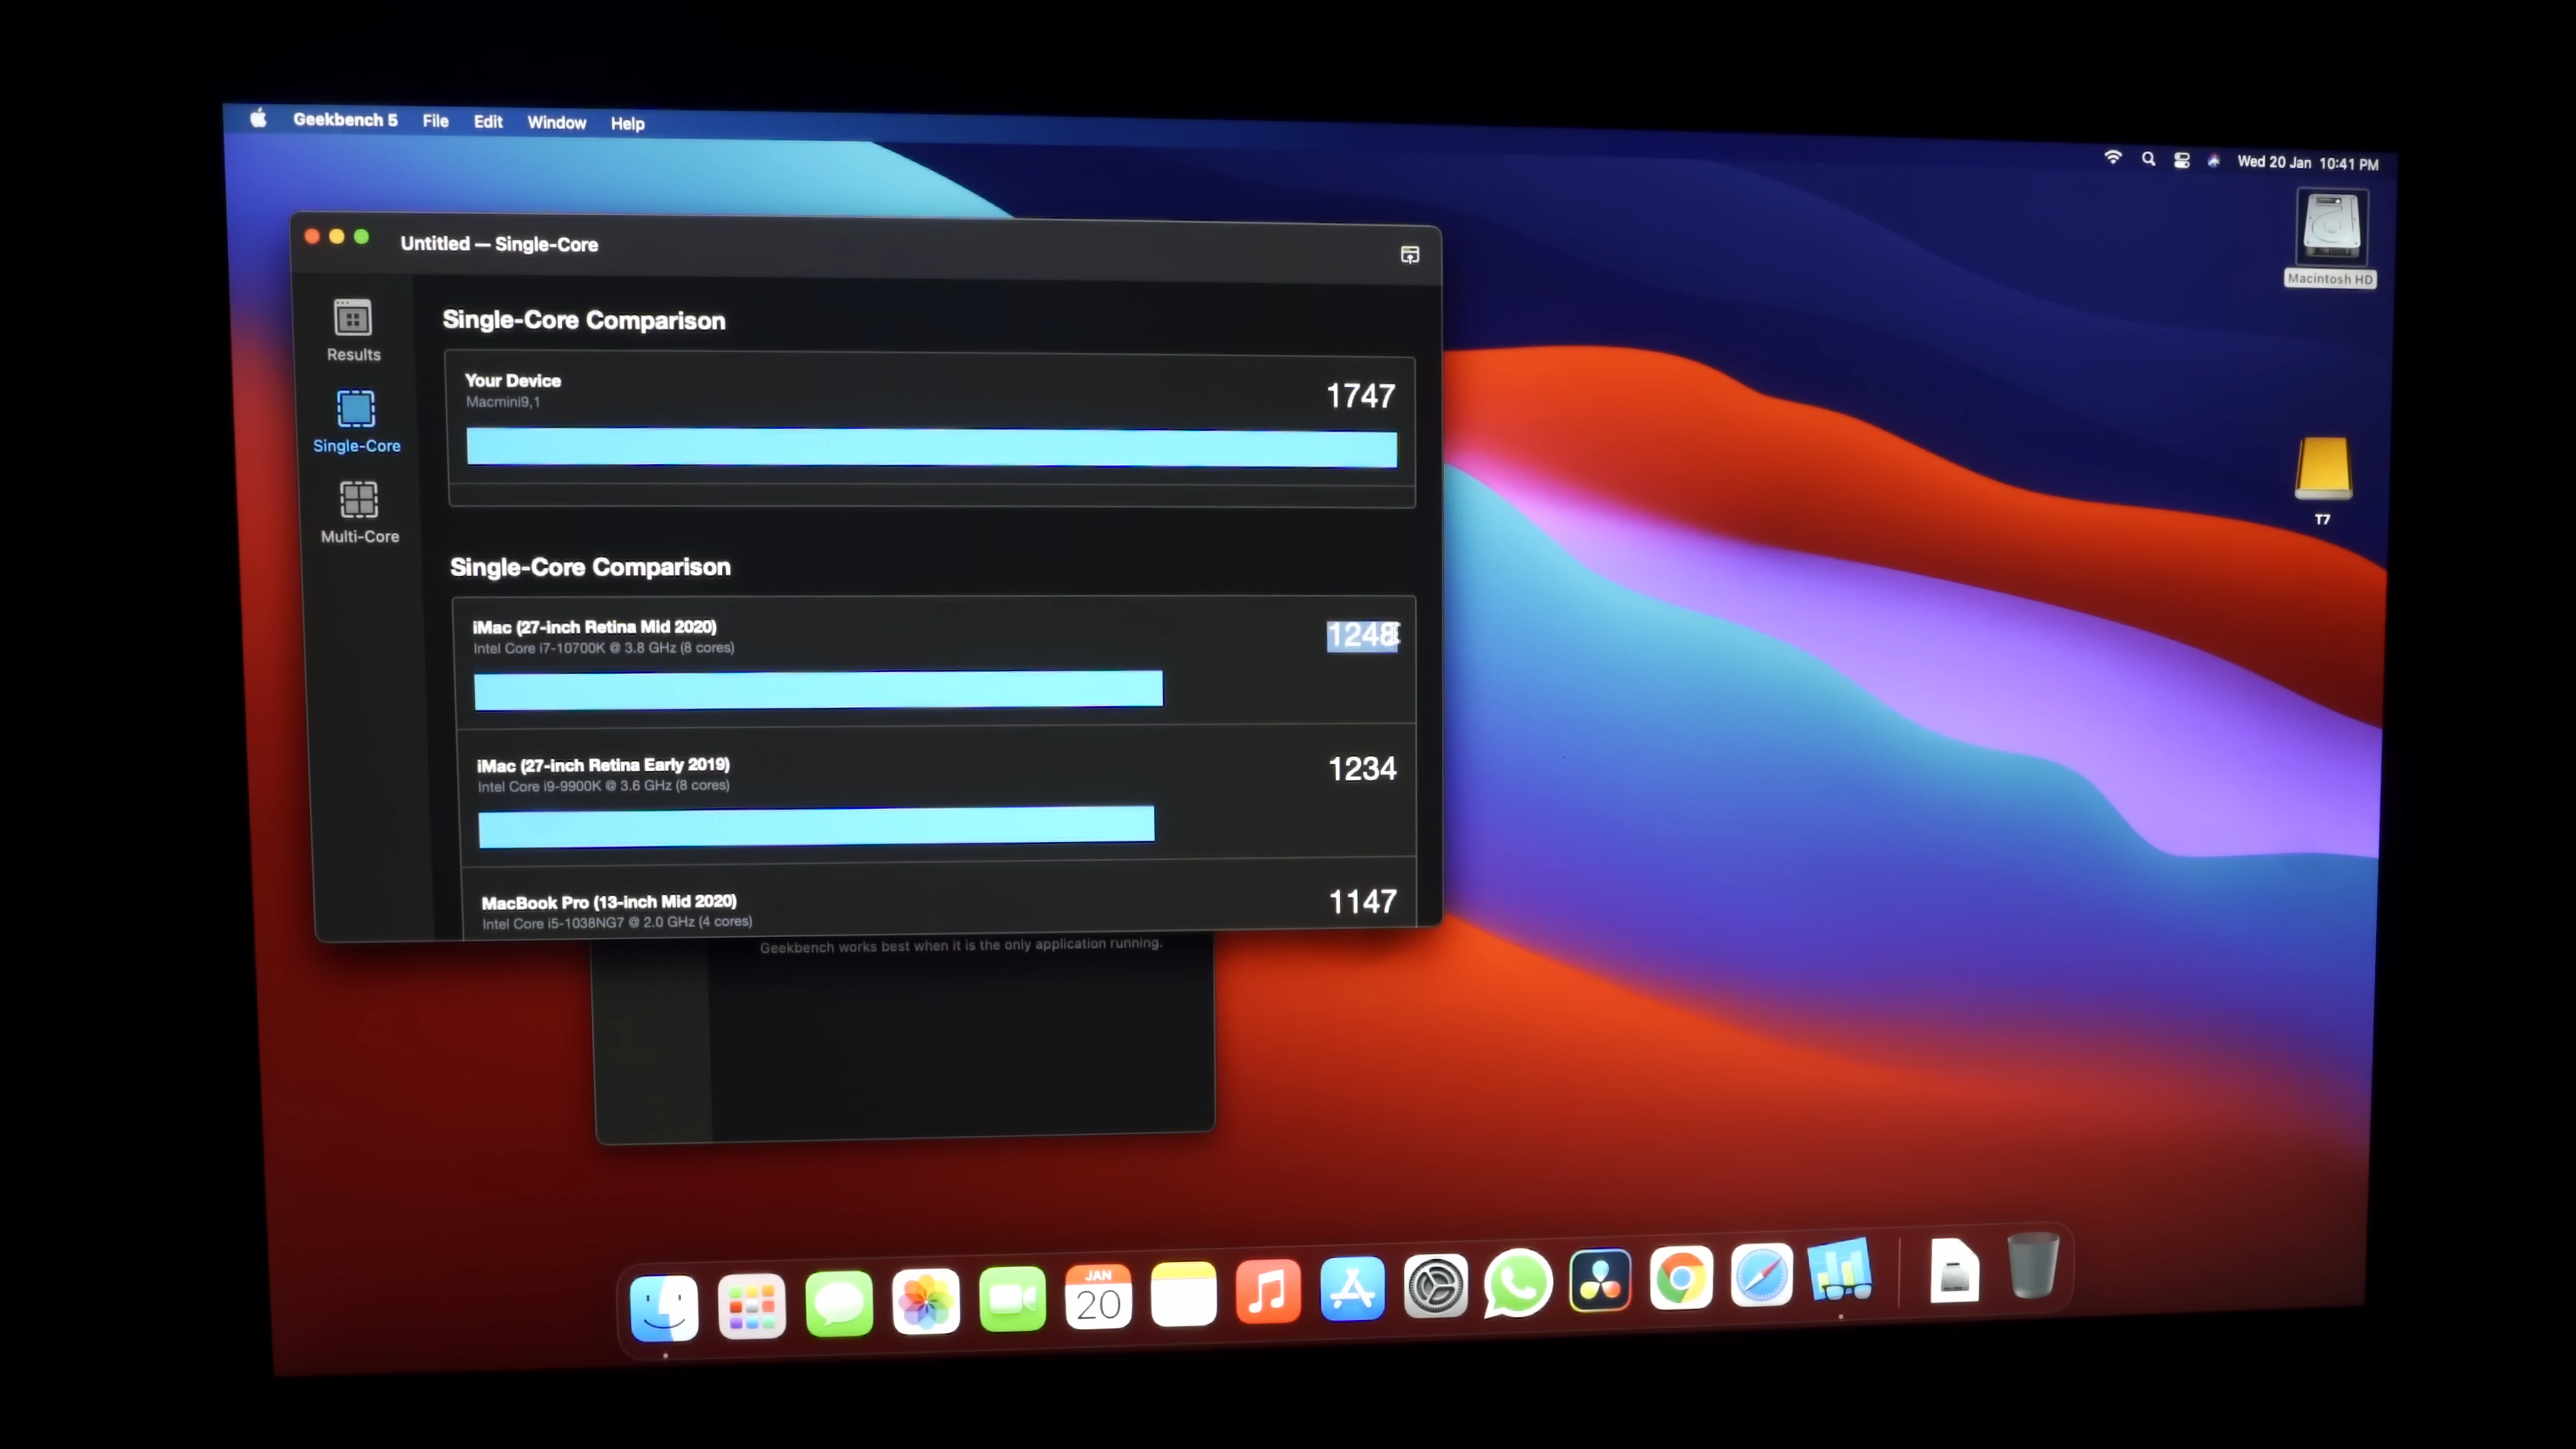 Geekbench 5 File Edit Window Help
Wed 20 Jan 10:41 PM
Macintosh HD
T7
Untitled — Single-Core
Results
Single-Core
Multi-Core
Single-Core Comparison
Your Device
Macmini9,1
1747
Single-Core Comparison
iMac (27-inch Retina Mid 2020)
Intel Core i7-10700K @ 3.8 GHz (8 cores)
1248
iMac (27-inch Retina Early 2019)
Intel Core i9-9900K @ 3.6 GHz (8 cores)
1234
MacBook Pro (13-inch Mid 2020)
Intel Core i5-1038NG7 @ 2.0 GHz (4 cores)
1147
Geekbench works best when it is the only application running.
JAN
20